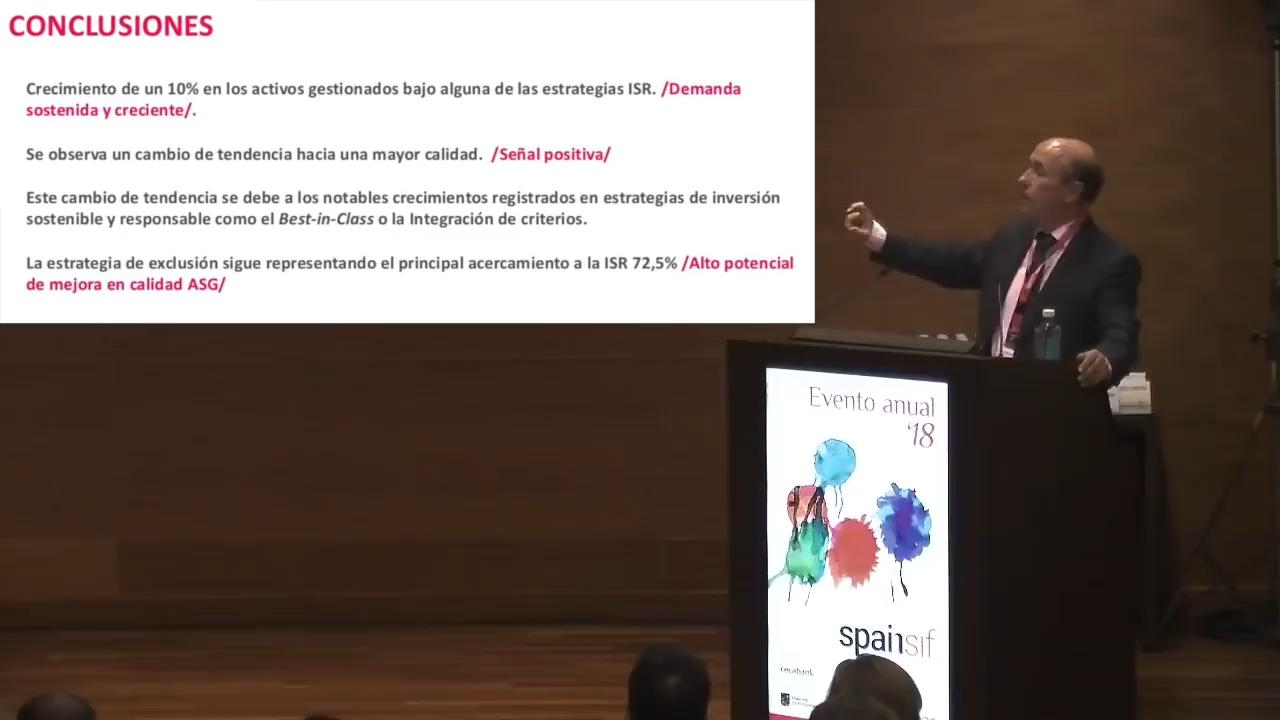 CONCLUSIONES
Crecimiento de un 10% en los activos gestionados bajo alguna de las estrategias ISR. /Demanda
sostenida y creciente/.
Se observa un cambio de tendencia hacia una mayor calidad. /Señal positiva/
Este cambio de tendencia se debe a los notables crecimientos registrados en estrategias de inversión
sostenible y responsable como el Best-in-Class o la Integración de criterios.
La estrategia de exclusión sigue representando el principal acercamiento a la ISR 72,5% /Alto potencial
de mejora en calidad ASG/
Evento anual
'18
spainsif
cecabank